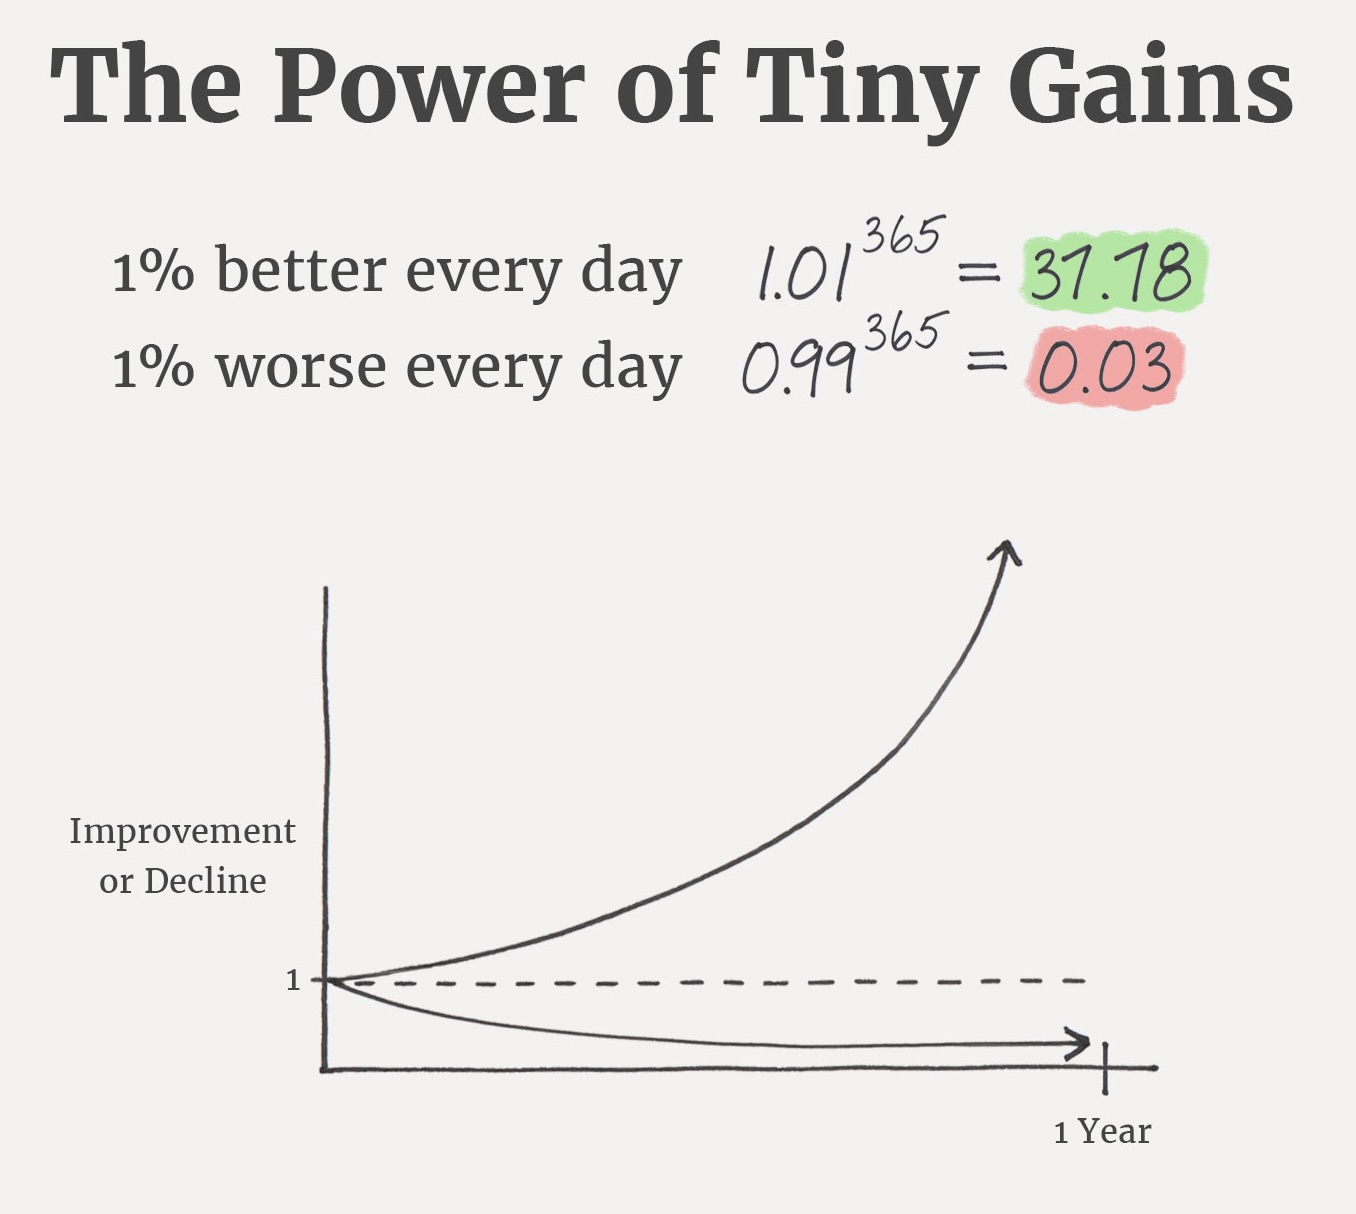 The Power of Tiny Gains
1% better every day 1.01^365 = 37.78
1% worse every day 0.99^365 = 0.03
Improvement
or Decline
1
1 Year